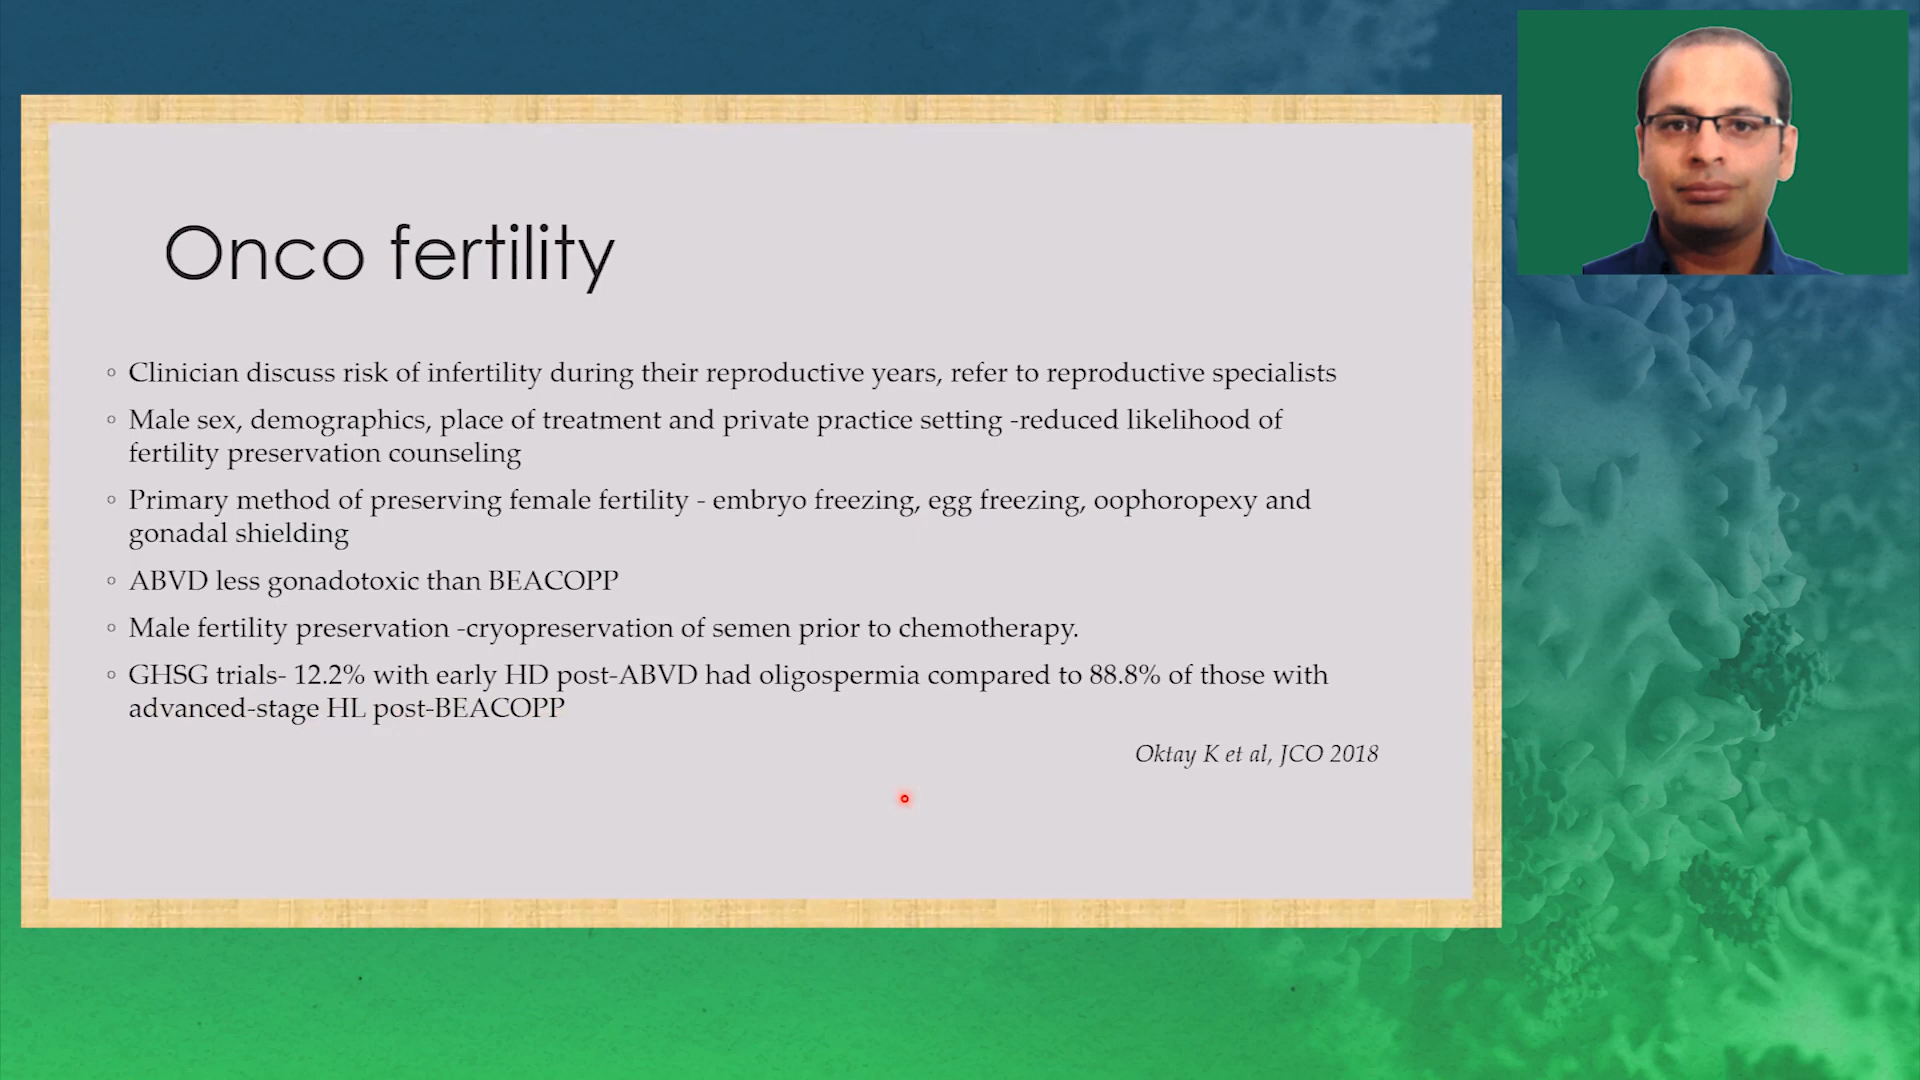 Onco fertility
◦ Clinician discuss risk of infertility during their reproductive years, refer to reproductive specialists
◦ Male sex, demographics, place of treatment and private practice setting -reduced likelihood of
fertility preservation counseling
◦ Primary method of preserving female fertility - embryo freezing, egg freezing, oophoropexy and
gonadal shielding
◦ ABVD less gonadotoxic than BEACOPP
◦ Male fertility preservation -cryopreservation of semen prior to chemotherapy.
◦ GHSG trials- 12.2% with early HD post-ABVD had oligospermia compared to 88.8% of those with
advanced-stage HL post-BEACOPP
Oktay K et al, JCO 2018